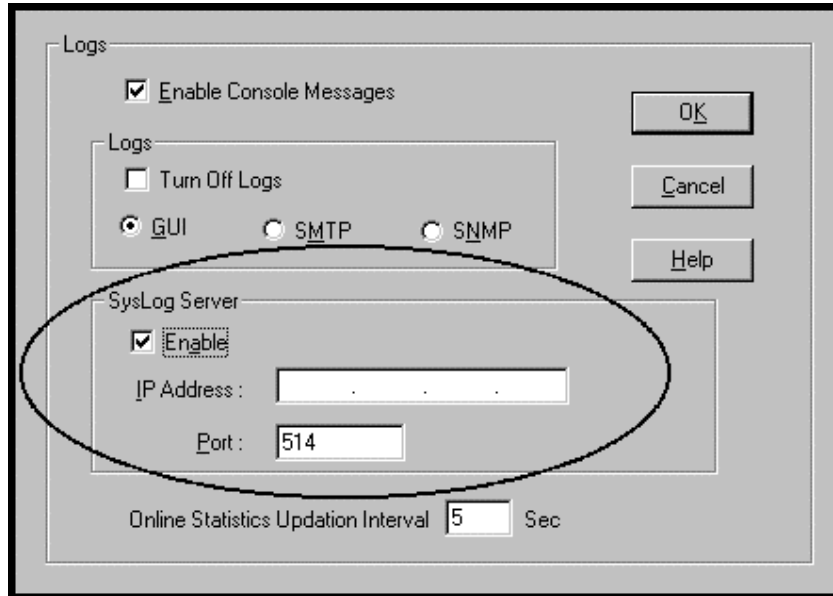 Logs
Enable Console Messages
OK
Logs
Turn Off Logs
Cancel
GUI SMTP SNMP
Help
SysLog Server
Enable
IP Address : . . .
Port : 514
Online Statistics Updation Interval 5 Sec